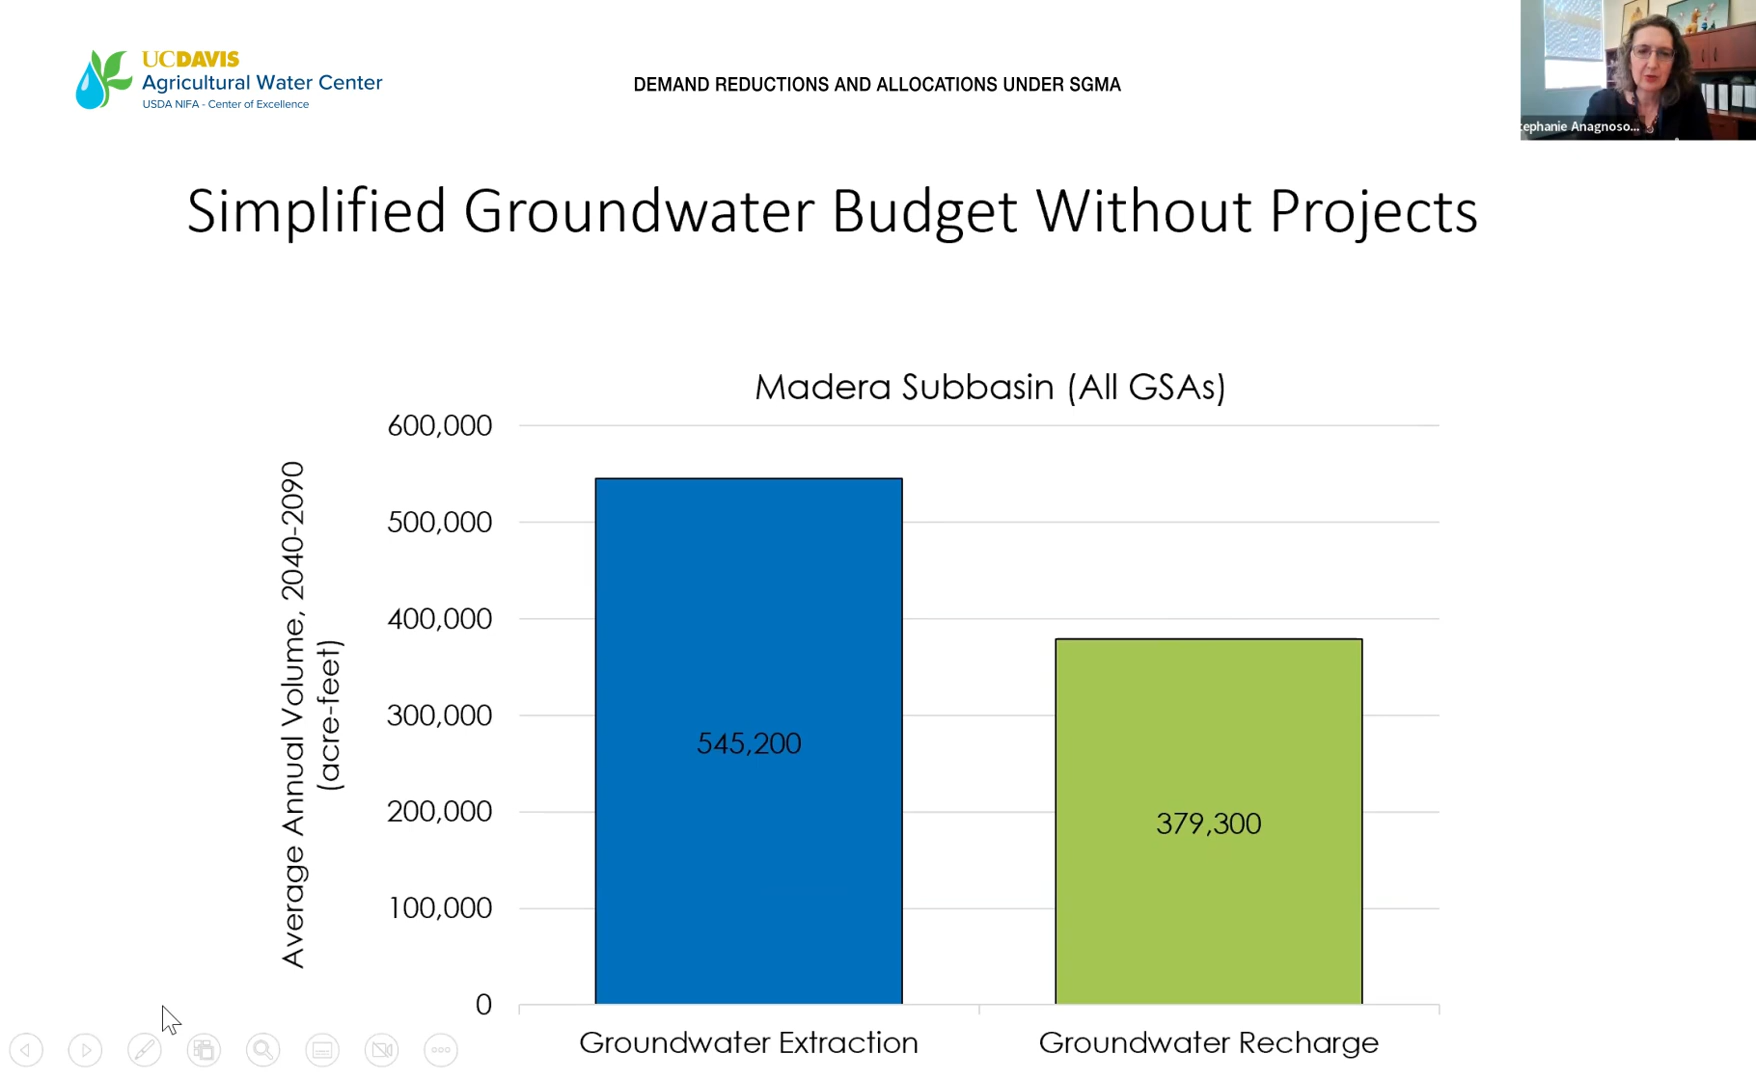 UCDAVIS
Agricultural Water Center
USDA NIFA - Center of Excellence
DEMAND REDUCTIONS AND ALLOCATIONS UNDER SGMA
tephanie Anagnoso...
Simplified Groundwater Budget Without Projects
Madera Subbasin (All GSAs)
Average Annual Volume, 2040-2090
(acre-feet)
600,000
500,000
400,000
300,000
200,000
100,000
0
545,200
379,300
Groundwater Extraction
Groundwater Recharge